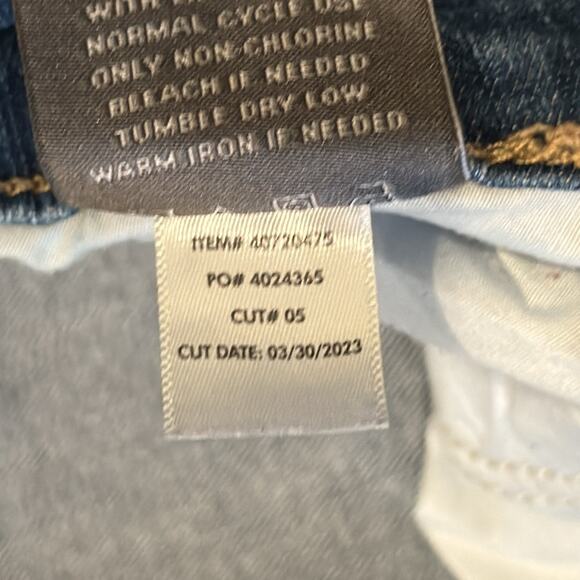 WITH
NORMAL CYCLE USE
ONLY NON-CHLORINE
BLEACH IF NEEDED
TUMBLE DRY LOW
WARM IRON IF NEEDED
ITEM# 40720475
PO# 4024365
CUT# 05
CUT DATE: 03/30/2023